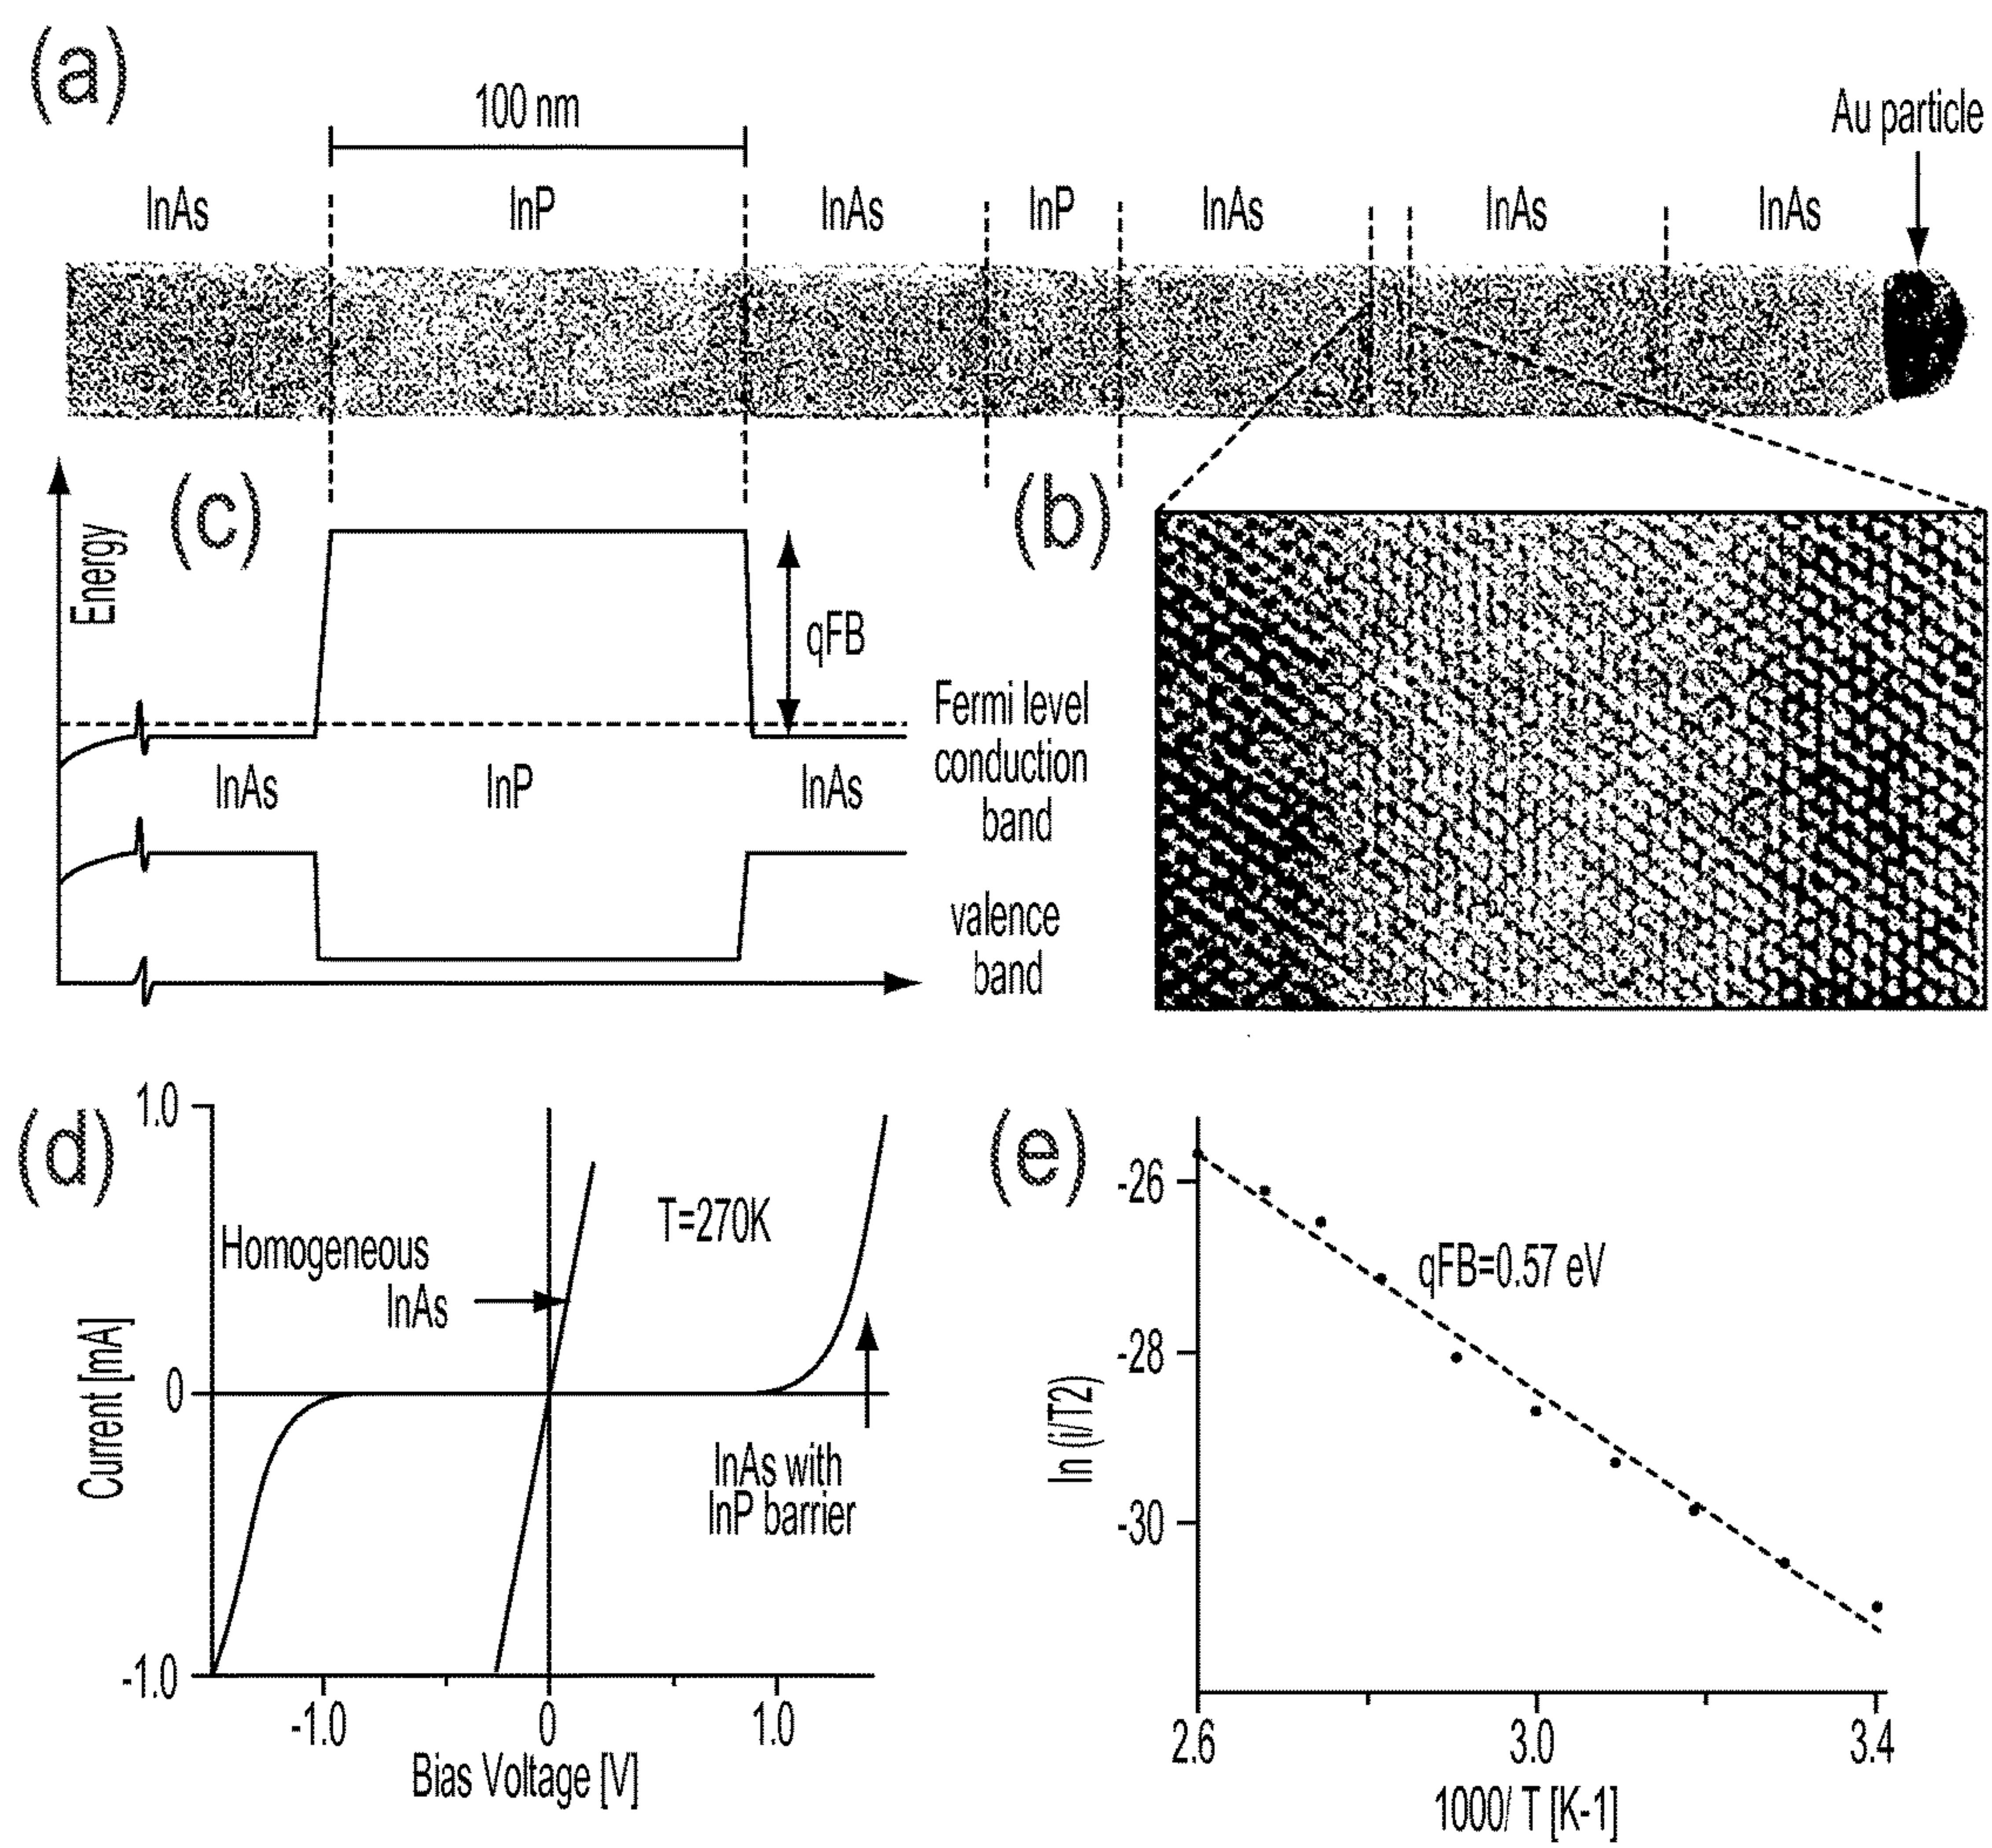 (a)
100 nm
Au particle
InAs InP InAs InP InAs InAs InAs
(c)
(b)
Energy
qFB
Fermi level
conduction
band
InAs InP InAs
valence
band
(d)
1.0
0
-1.0
Current [mA]
Homogeneous
InAs
T=270K
InAs with
InP barrier
-1.0 0 1.0
Bias Voltage [V]
(e)
-26
-28
-30
ln (i/T2)
qFB=0.57 eV
2.6 3.0 3.4
1000/ T [K-1]